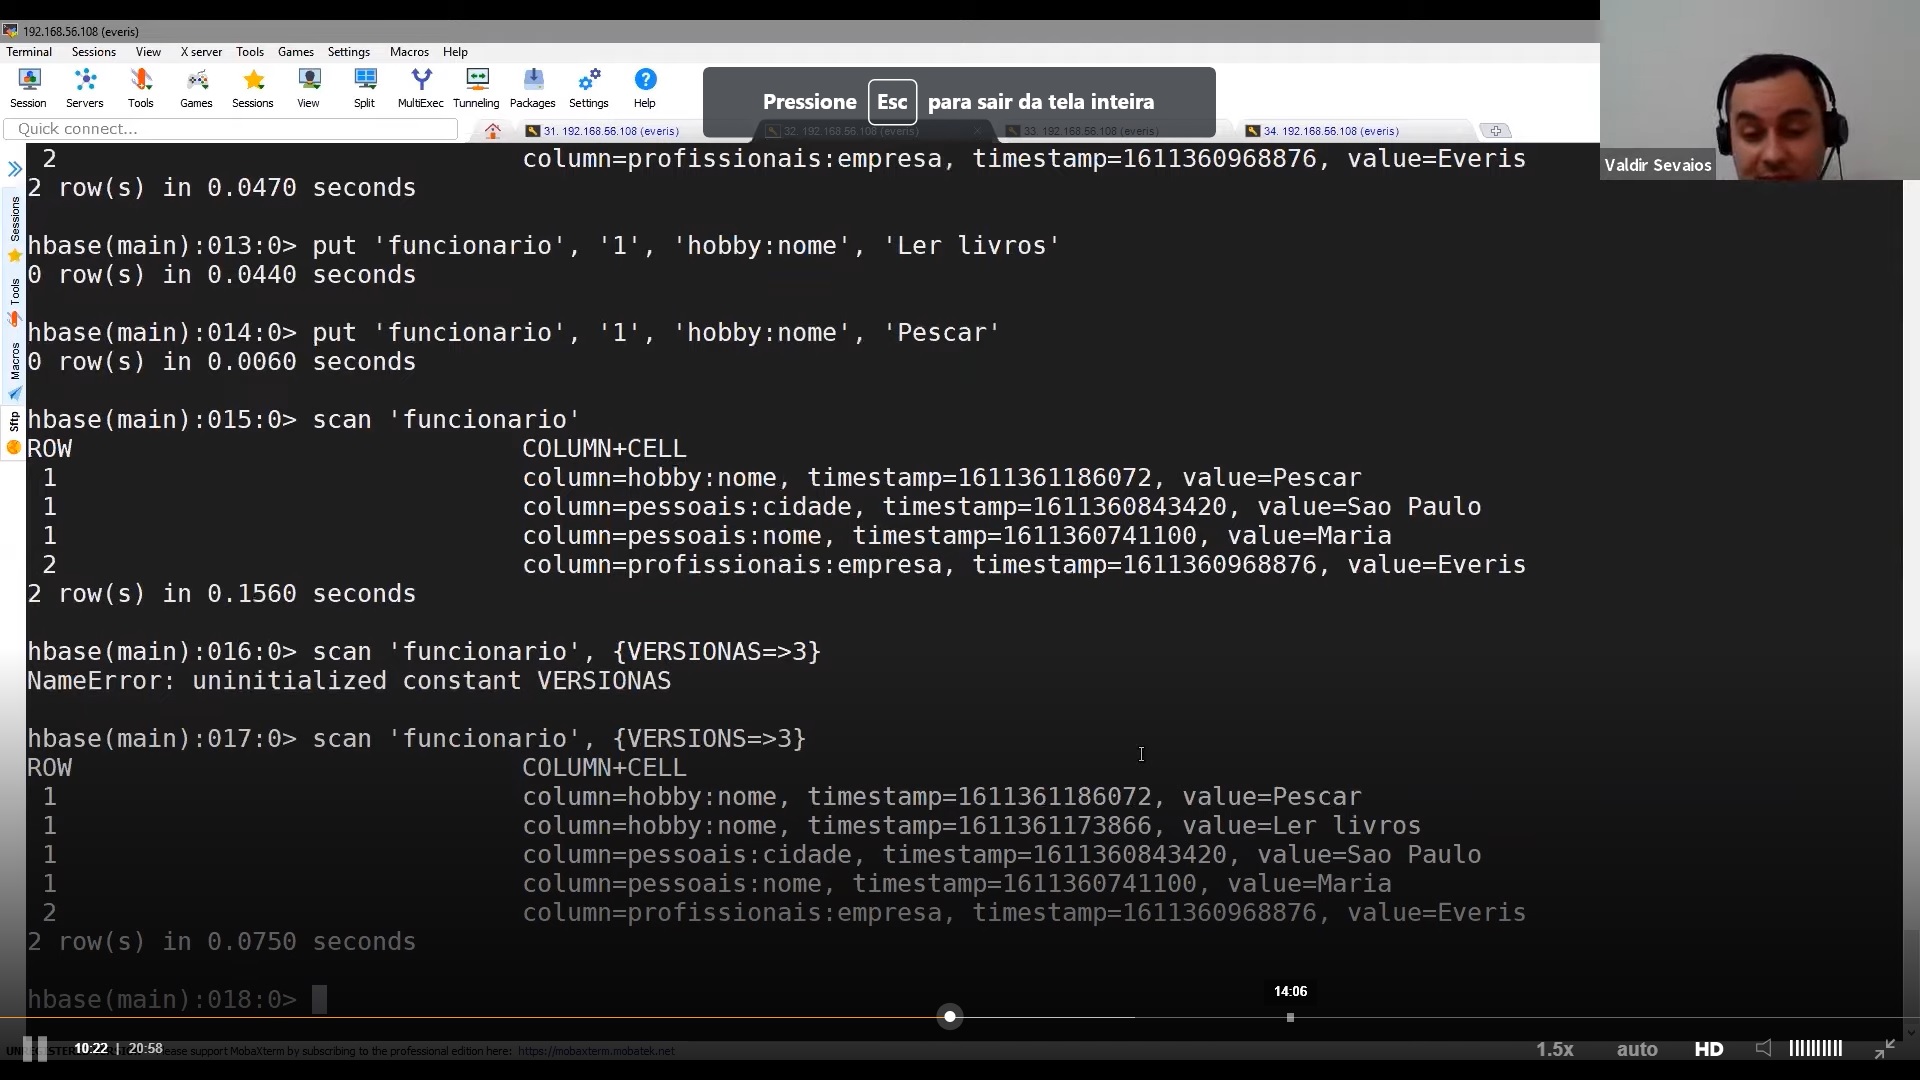 192.168.56.108 (everis)
Terminal Sessions View X server Tools Games Settings Macros Help
Session Servers Tools Games Sessions View Split MultiExec Tunneling Packages Settings Help
Pressione Esc para sair da tela inteira
Quick connect...
31. 192.168.56.108 (everis) 32. 192.168.56.108 (everis) 33. 192.168.56.108 (everis) 34. 192.168.56.108 (everis)
Valdir Sevaios
Sessions
Tools
Macros
Sftp
2 column=profissionais:empresa, timestamp=1611360968876, value=Everis
2 row(s) in 0.0470 seconds
hbase(main):013:0> put 'funcionario', '1', 'hobby:nome', 'Ler livros'
0 row(s) in 0.0440 seconds
hbase(main):014:0> put 'funcionario', '1', 'hobby:nome', 'Pescar'
0 row(s) in 0.0060 seconds
hbase(main):015:0> scan 'funcionario'
ROW COLUMN+CELL
1 column=hobby:nome, timestamp=1611361186072, value=Pescar
1 column=pessoais:cidade, timestamp=1611360843420, value=Sao Paulo
1 column=pessoais:nome, timestamp=1611360741100, value=Maria
2 column=profissionais:empresa, timestamp=1611360968876, value=Everis
2 row(s) in 0.1560 seconds
hbase(main):016:0> scan 'funcionario', {VERSIONAS=>3}
NameError: uninitialized constant VERSIONAS
hbase(main):017:0> scan 'funcionario', {VERSIONS=>3}
ROW COLUMN+CELL
1 column=hobby:nome, timestamp=1611361186072, value=Pescar
1 column=hobby:nome, timestamp=1611361173866, value=Ler livros
1 column=pessoais:cidade, timestamp=1611360843420, value=Sao Paulo
1 column=pessoais:nome, timestamp=1611360741100, value=Maria
2 column=profissionais:empresa, timestamp=1611360968876, value=Everis
2 row(s) in 0.0750 seconds
hbase(main):018:0>
14:06
10:22 | 20:58
support MobaXterm by subscribing to the professional edition here: https://mobaxterm.mobatek.net
1.5x auto HD